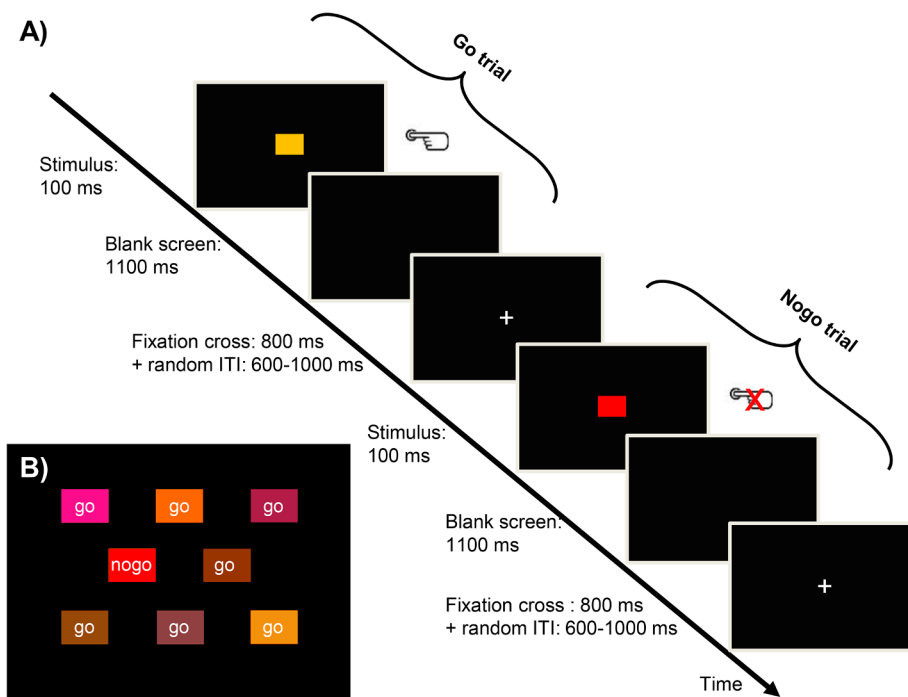 A)
Go trial
Stimulus:
100 ms
Blank screen:
1100 ms
Fixation cross: 800 ms
+ random ITI: 600-1000 ms
Nogo trial
Stimulus:
100 ms
Blank screen:
1100 ms
Fixation cross : 800 ms
+ random ITI: 600-1000 ms
Time
B)
go go go
nogo go
go go go